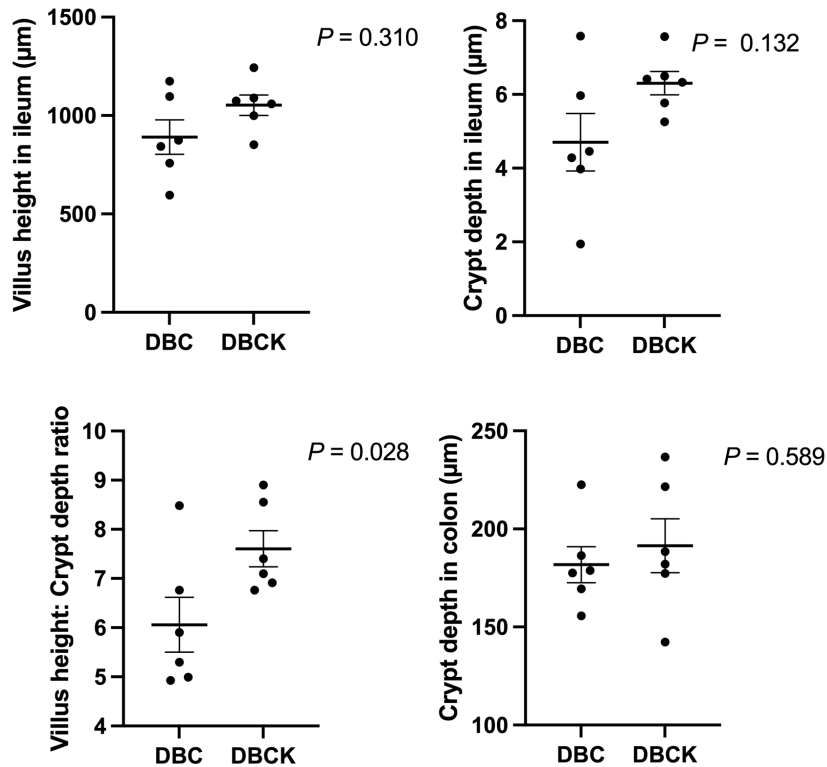 Villus height in ileum (µm)
1500
1000
500
0
P = 0.310
DBC DBCK
Crypt depth in ileum (µm)
8
6
4
2
0
P = 0.132
DBC DBCK
Villus height: Crypt depth ratio
10
9
8
7
6
5
4
P = 0.028
DBC DBCK
Crypt depth in colon (µm)
250
200
150
100
P = 0.589
DBC DBCK